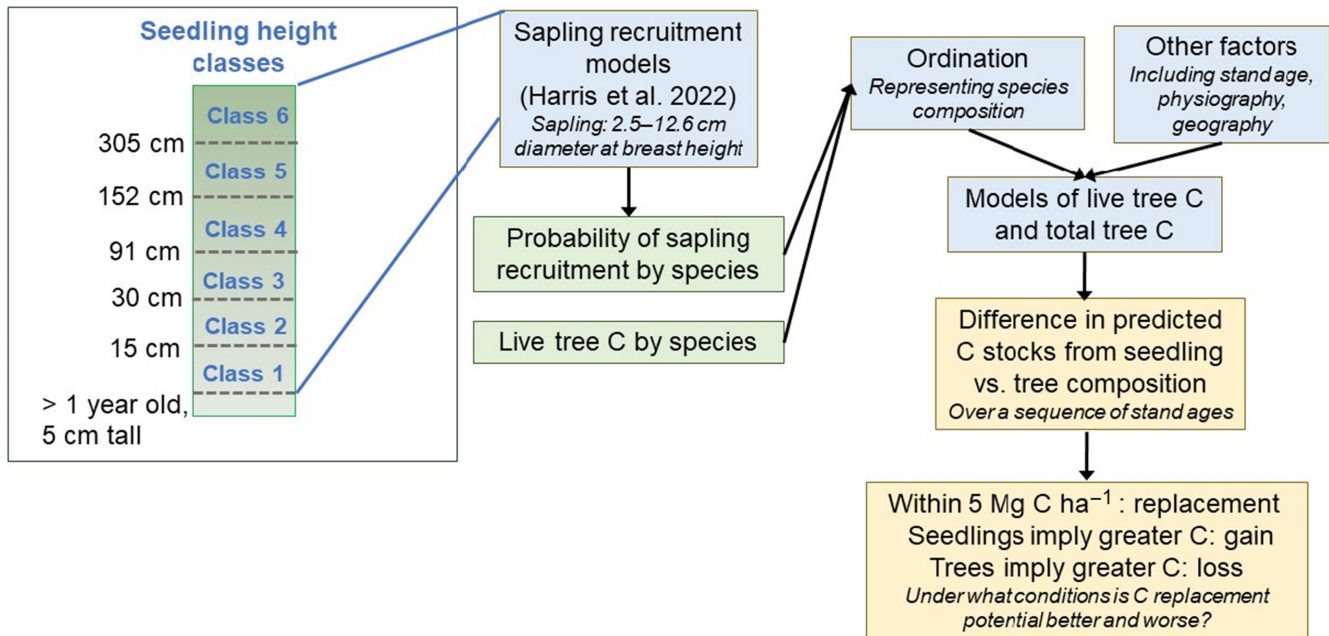 Seedling height
classes
Class 6
305 cm
Class 5
152 cm
Class 4
91 cm
Class 3
30 cm
Class 2
15 cm
Class 1
> 1 year old,
5 cm tall
Sapling recruitment
models
(Harris et al. 2022)
Sapling: 2.5–12.6 cm
diameter at breast height
Probability of sapling
recruitment by species
Live tree C by species
Ordination
Representing species
composition
Other factors
Including stand age,
physiography,
geography
Models of live tree C
and total tree C
Difference in predicted
C stocks from seedling
vs. tree composition
Over a sequence of stand ages
Within 5 Mg C ha⁻¹ : replacement
Seedlings imply greater C: gain
Trees imply greater C: loss
Under what conditions is C replacement
potential better and worse?